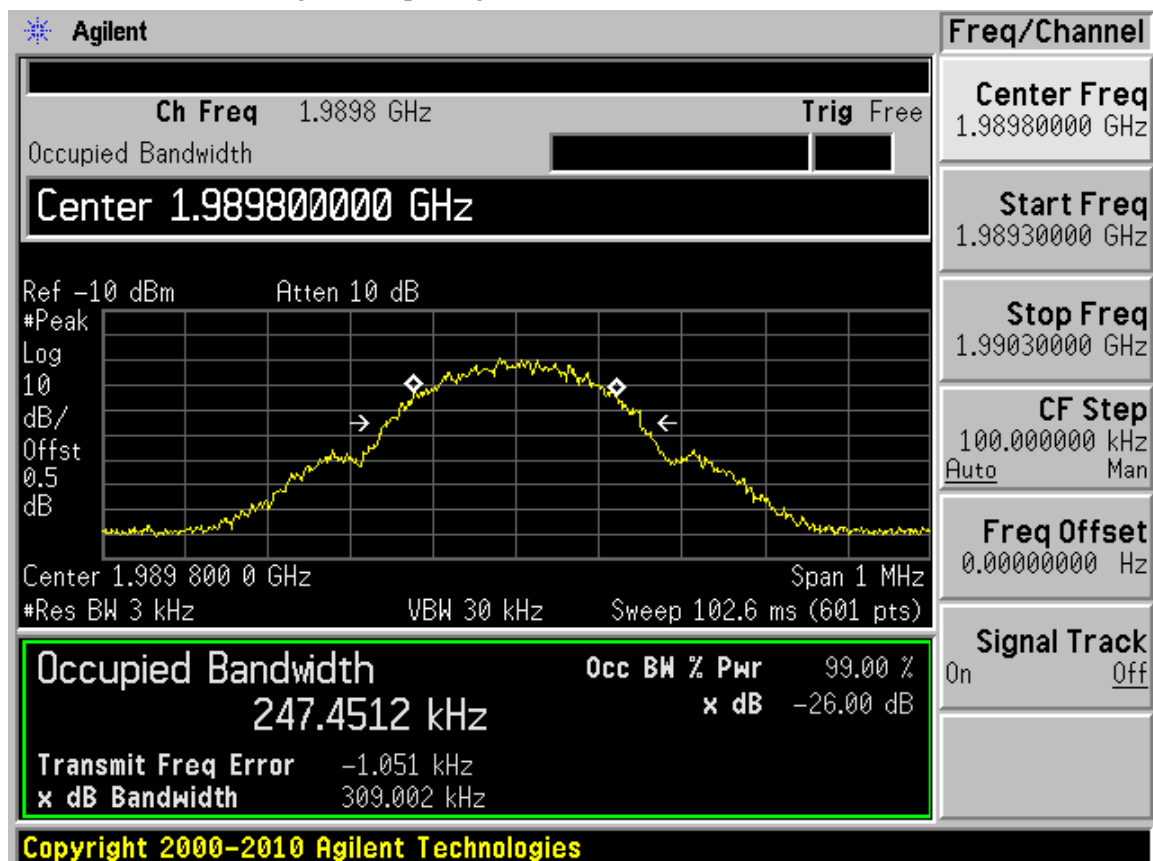 Agilent
Freq/Channel
Ch Freq 1.9898 GHz Trig Free
Occupied Bandwidth
Center 1.989800000 GHz
Ref −10 dBm Atten 10 dB
#Peak
Log
10
dB/
Offst
0.5
dB
Center 1.989 800 0 GHz Span 1 MHz
#Res BW 3 kHz VBW 30 kHz Sweep 102.6 ms (601 pts)
Occupied Bandwidth
247.4512 kHz
Occ BW % Pwr 99.00 %
x dB −26.00 dB
Transmit Freq Error −1.051 kHz
x dB Bandwidth 309.002 kHz
Center Freq
1.98980000 GHz
Start Freq
1.98930000 GHz
Stop Freq
1.99030000 GHz
CF Step
100.000000 kHz
Auto Man
Freq Offset
0.00000000 Hz
Signal Track
On Off
Copyright 2000–2010 Agilent Technologies